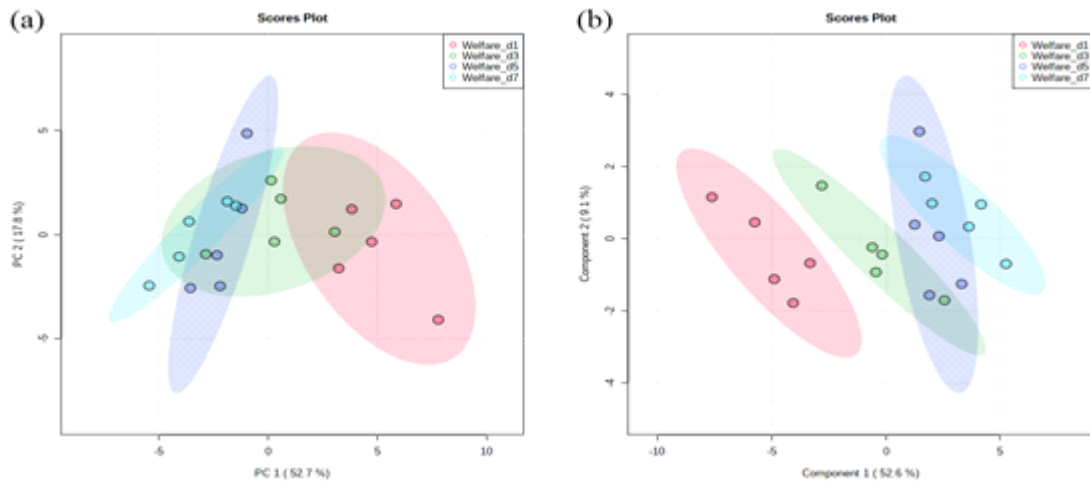 (a)
Scores Plot
Welfare_d1
Welfare_d3
Welfare_d5
Welfare_d7
5
0
-5
PC 2 ( 17.8 %)
-5
0
5
10
PC 1 ( 52.7 %)
(b)
Scores Plot
Welfare_d1
Welfare_d3
Welfare_d5
Welfare_d7
4
2
0
-2
-4
Component 2 ( 9.1 %)
-10
-5
0
5
Component 1 ( 52.6 %)